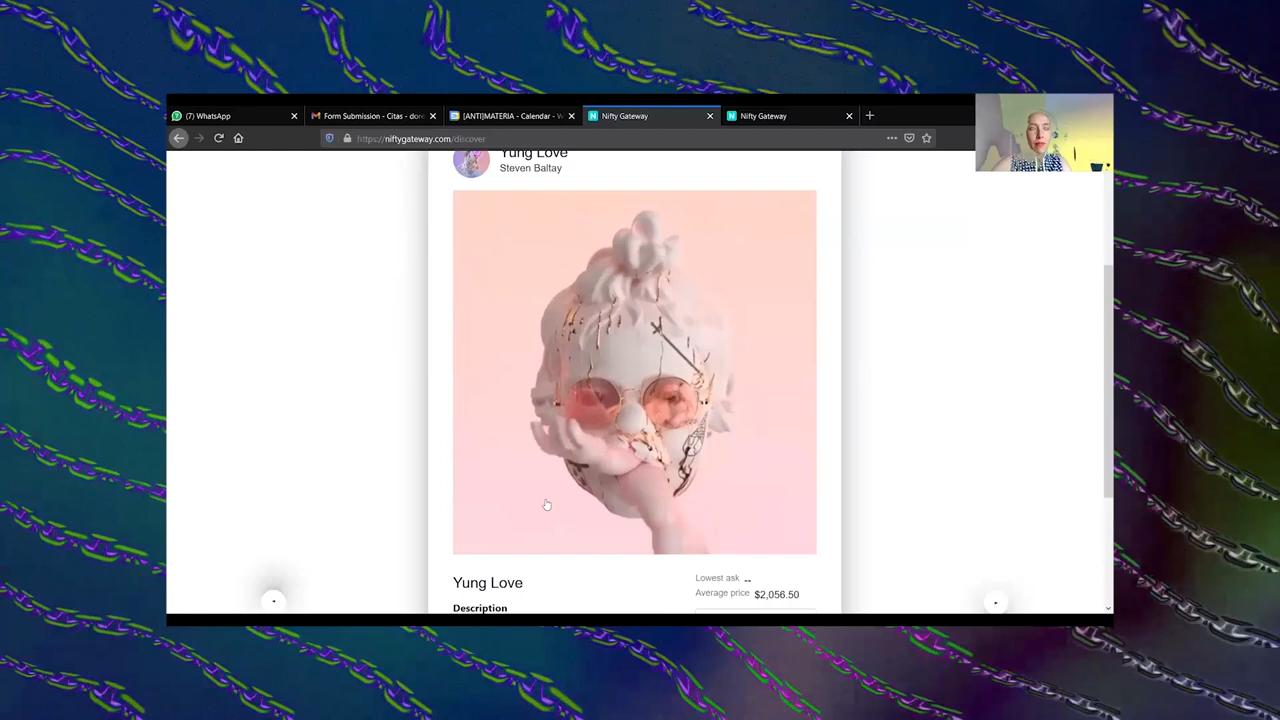 (7) WhatsApp
Form Submission - Citas - dore
[ANTI]MATERIA - Calendar - W
Nifty Gateway
Nifty Gateway
https://niftygateway.com/discover
Yung Love
Steven Baltay
Yung Love
Lowest ask --
Average price $2,056.50
Description